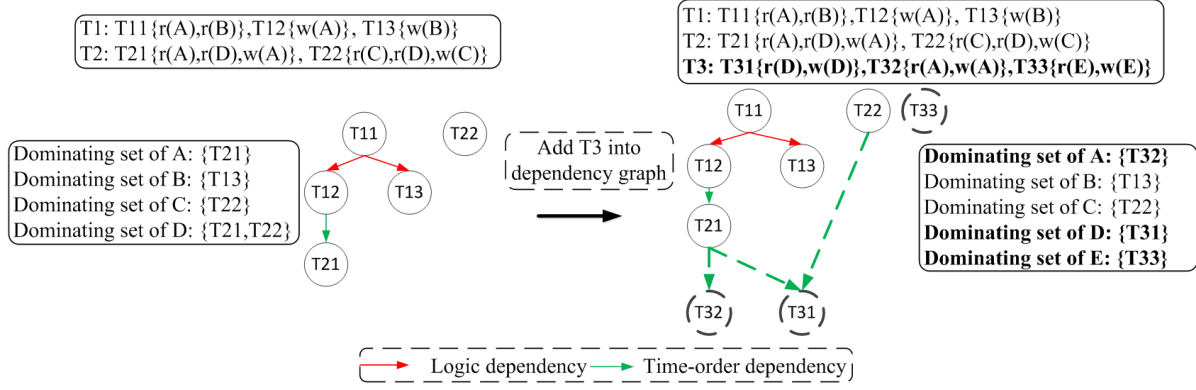 T1: T11{r(A),r(B)},T12{w(A)}, T13{w(B)}
T2: T21{r(A),r(D),w(A)}, T22{r(C),r(D),w(C)}
T11
T22
Dominating set of A: {T21}
Dominating set of B: {T13}
Dominating set of C: {T22}
Dominating set of D: {T21,T22}
T12
T13
T21
Add T3 into
dependency graph
T1: T11{r(A),r(B)},T12{w(A)}, T13{w(B)}
T2: T21{r(A),r(D),w(A)}, T22{r(C),r(D),w(C)}
T3: T31{r(D),w(D)},T32{r(A),w(A)},T33{r(E),w(E)}
T11
T22
T33
T12
T13
T21
T32
T31
Dominating set of A: {T32}
Dominating set of B: {T13}
Dominating set of C: {T22}
Dominating set of D: {T31}
Dominating set of E: {T33}
Logic dependency
Time-order dependency